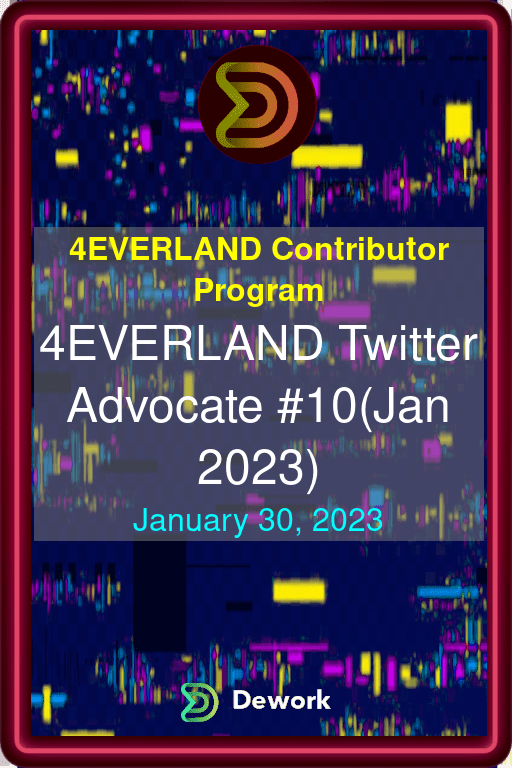 4EVERLAND Contributor
Program
4EVERLAND Twitter
Advocate #10(Jan
2023)
January 30, 2023
Dework